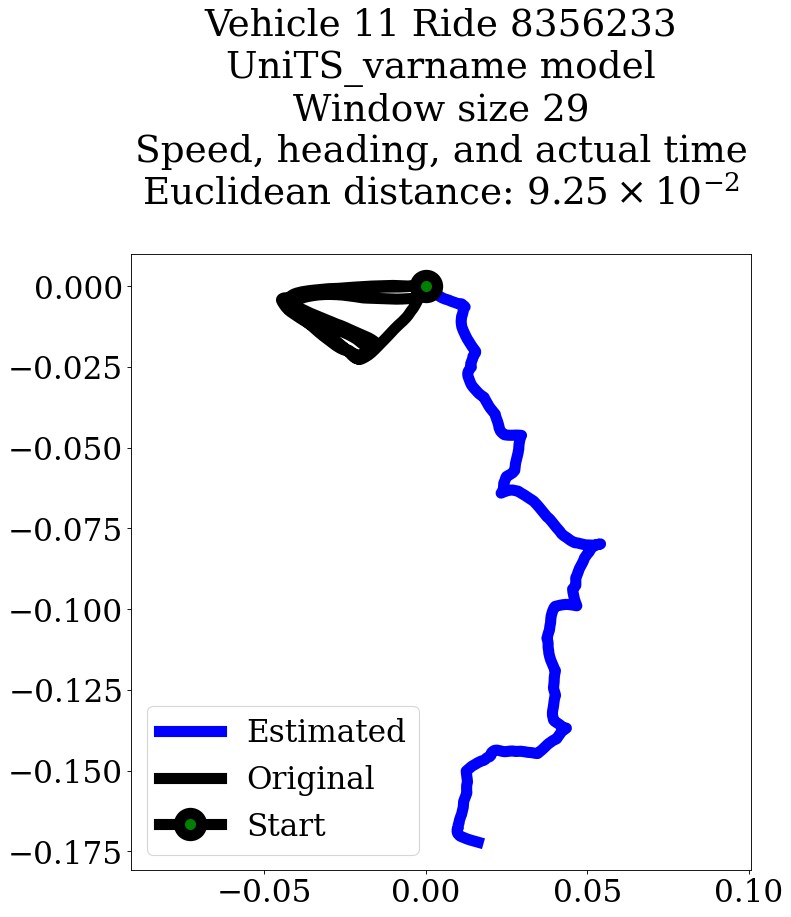 Vehicle 11 Ride 8356233
UniTS_varname model
Window size 29
Speed, heading, and actual time
Euclidean distance: 9.25 × 10⁻²
0.000
−0.025
−0.050
−0.075
−0.100
−0.125
−0.150
−0.175
Estimated
Original
Start
−0.05 0.00 0.05 0.10